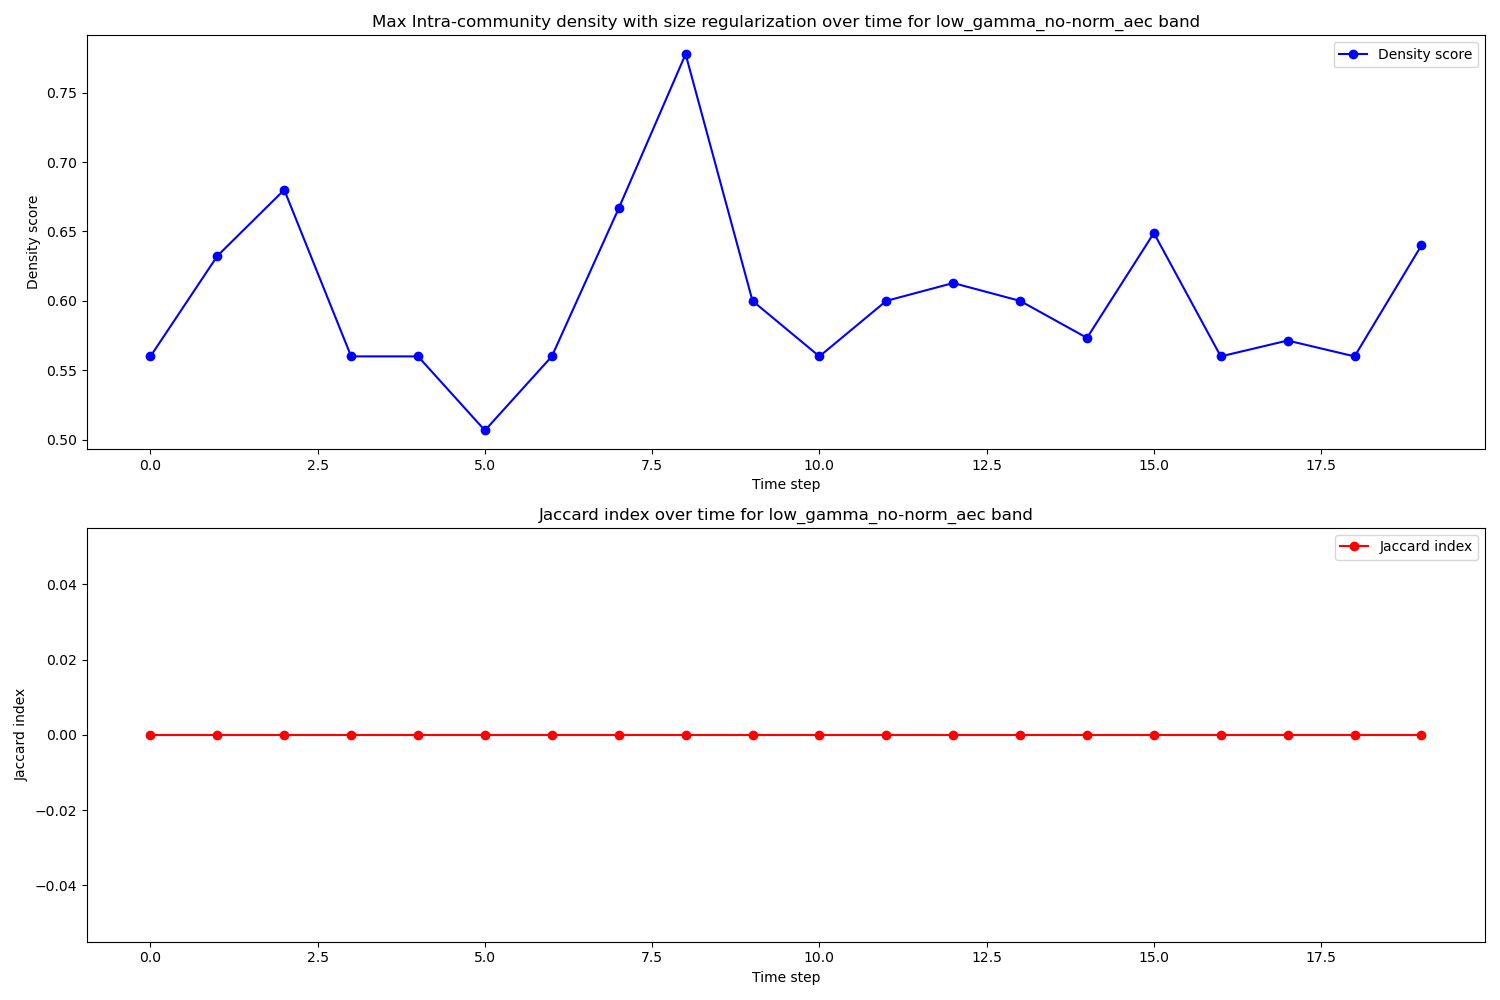 Max Intra-community density with size regularization over time for low_gamma_no-norm_aec band
Density score
0.75
0.70
0.65
0.60
0.55
0.50
Density score
0.0 2.5 5.0 7.5 10.0 12.5 15.0 17.5
Time step
Jaccard index over time for low_gamma_no-norm_aec band
Jaccard index
0.04
0.02
0.00
−0.02
−0.04
Jaccard index
0.0 2.5 5.0 7.5 10.0 12.5 15.0 17.5
Time step